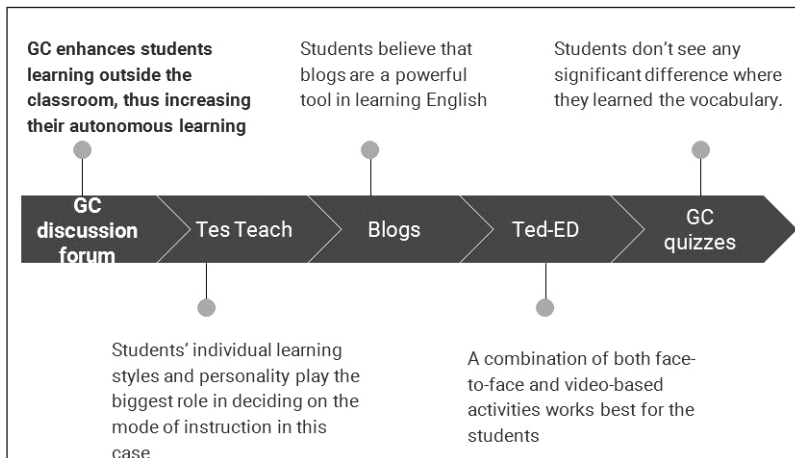 GC enhances students
learning outside the
classroom, thus increasing
their autonomous learning
Students believe that
blogs are a powerful
tool in learning English
Students don't see any
significant difference where
they learned the vocabulary.
GC
discussion
forum
Tes Teach
Blogs
Ted-ED
GC
quizzes
Students' individual learning
styles and personality play the
biggest role in deciding on the
mode of instruction in this
case
A combination of both face-
to-face and video-based
activities works best for the
students